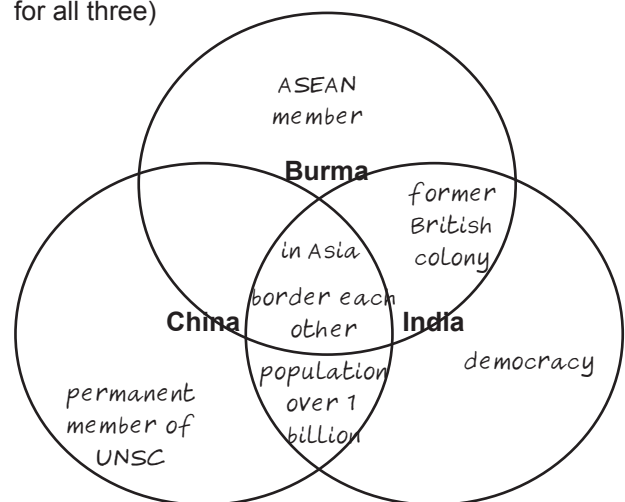 for all three)
ASEAN
member
Burma
former
British
colony
in Asia
border each
other
China
India
population
over 1
billion
democracy
permanent
member of
UNSC